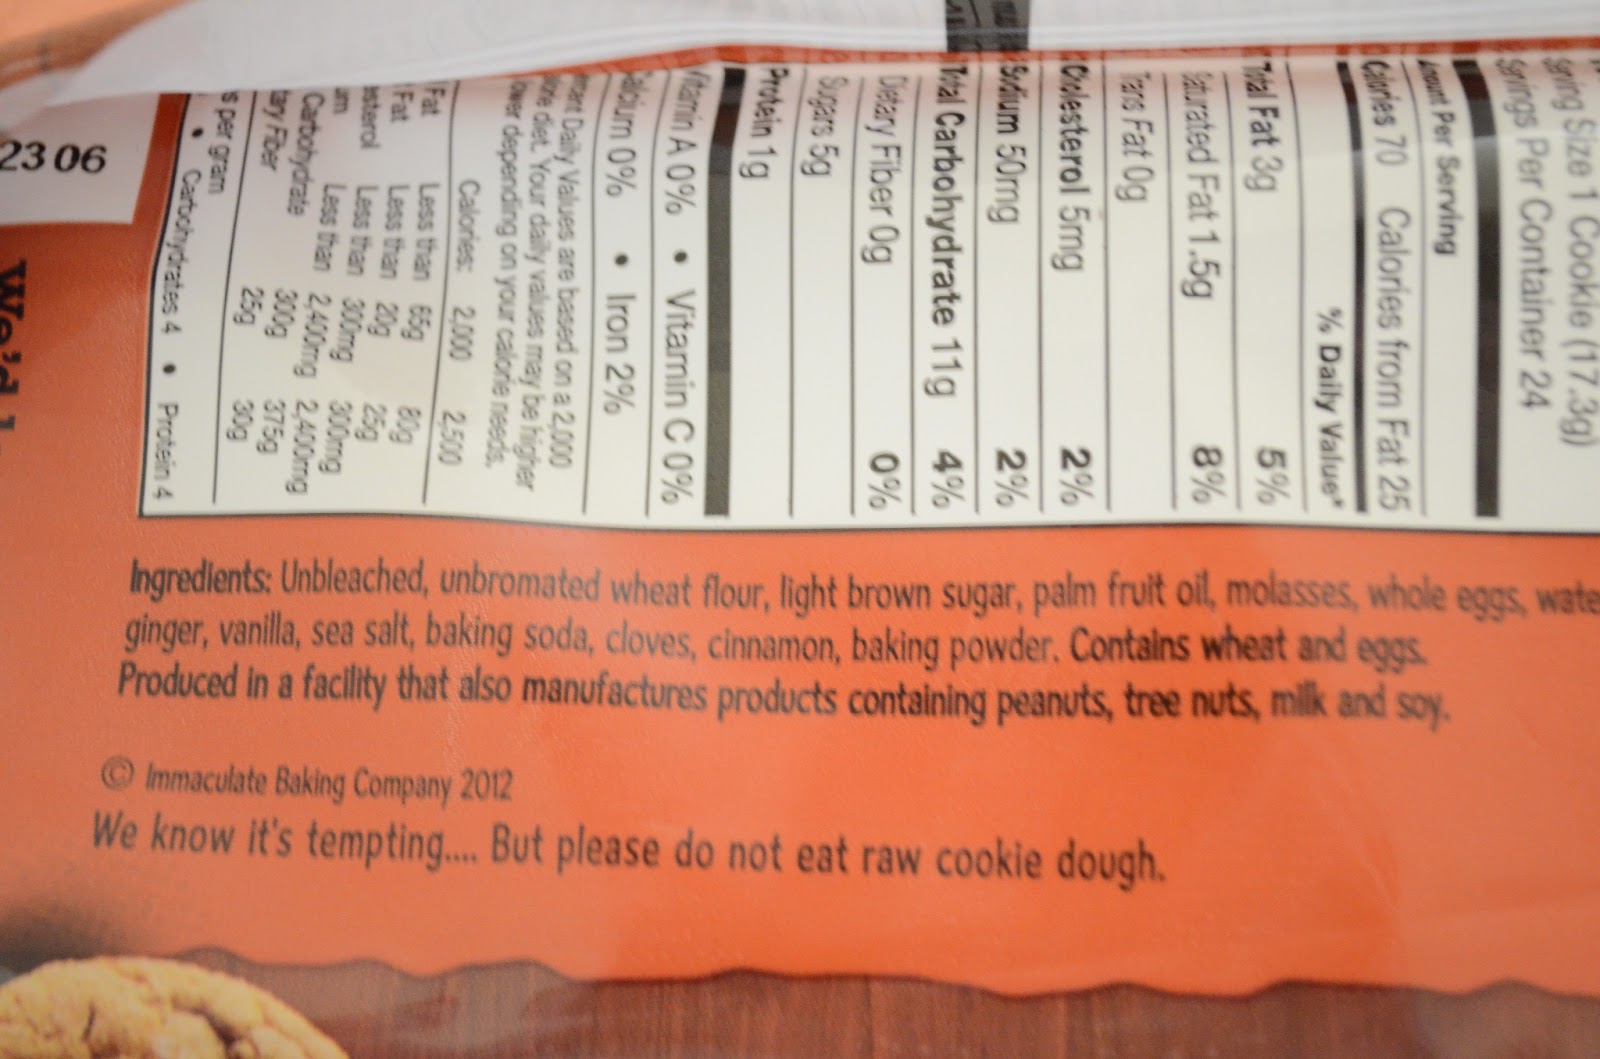 Size 1 Cookie (17.3g)
Per Container 24
Per Serving
Calories 70 Calories from Fat 25
% Daily Value*
Total Fat 3g 5%
Saturated Fat 1.5g 8%
Trans Fat 0g
Cholesterol 5mg 2%
Sodium 50mg 2%
Total Carbohydrate 11g 4%
Dietary Fiber 0g 0%
Sugars 5g
Protein 1g
Vitamin A 0% • Vitamin C 0%
Calcium 0% • Iron 2%
Daily Values are based on a 2,000
diet. Your daily values may be higher
depending on your calorie needs.
Calories: 2,000 2,500
Fat Less than 65g 80g
Fat Less than 20g 25g
Less than 300mg 300mg
Less than 2,400mg 2,400mg
Carbohydrate 300g 375g
Fiber 25g 30g
per gram
• Carbohydrates 4 • Protein 4
23 06
Ingredients: Unbleached, unbromated wheat flour, light brown sugar, palm fruit oil, molasses, whole eggs,
ginger, vanilla, sea salt, baking soda, cloves, cinnamon, baking powder. Contains wheat and eggs.
Produced in a facility that also manufactures products containing peanuts, tree nuts, milk and soy.
© Immaculate Baking Company 2012
We know it's tempting.... But please do not eat raw cookie dough.